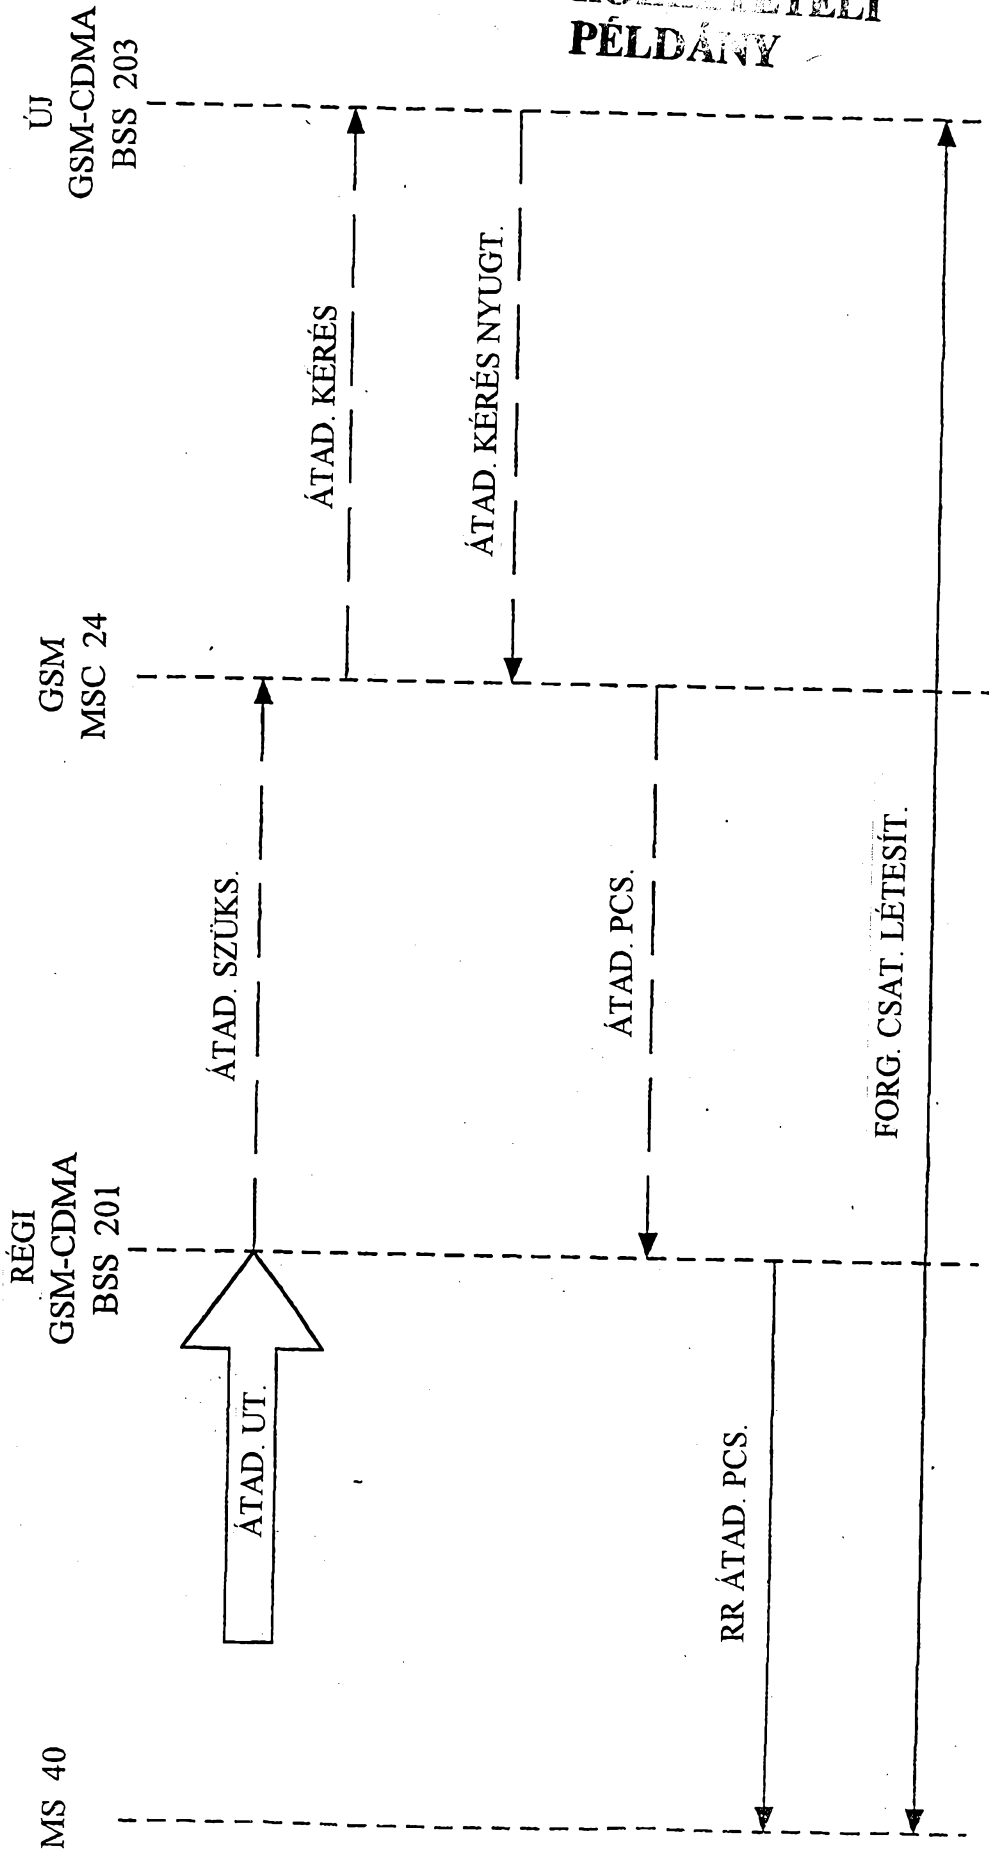 PÉLDÁNY
MS 40
RÉGI
GSM-CDMA
BSS 201
GSM
MSC 24
ÚJ
GSM-CDMA
BSS 203
ÁTAD. UT.
ÁTAD. SZÜKS.
ÁTAD. KÉRÉS
ÁTAD. KÉRÉS NYUGT.
ÁTAD. PCS.
RR ÁTAD. PCS.
FORG. CSAT. LÉTESÍT.